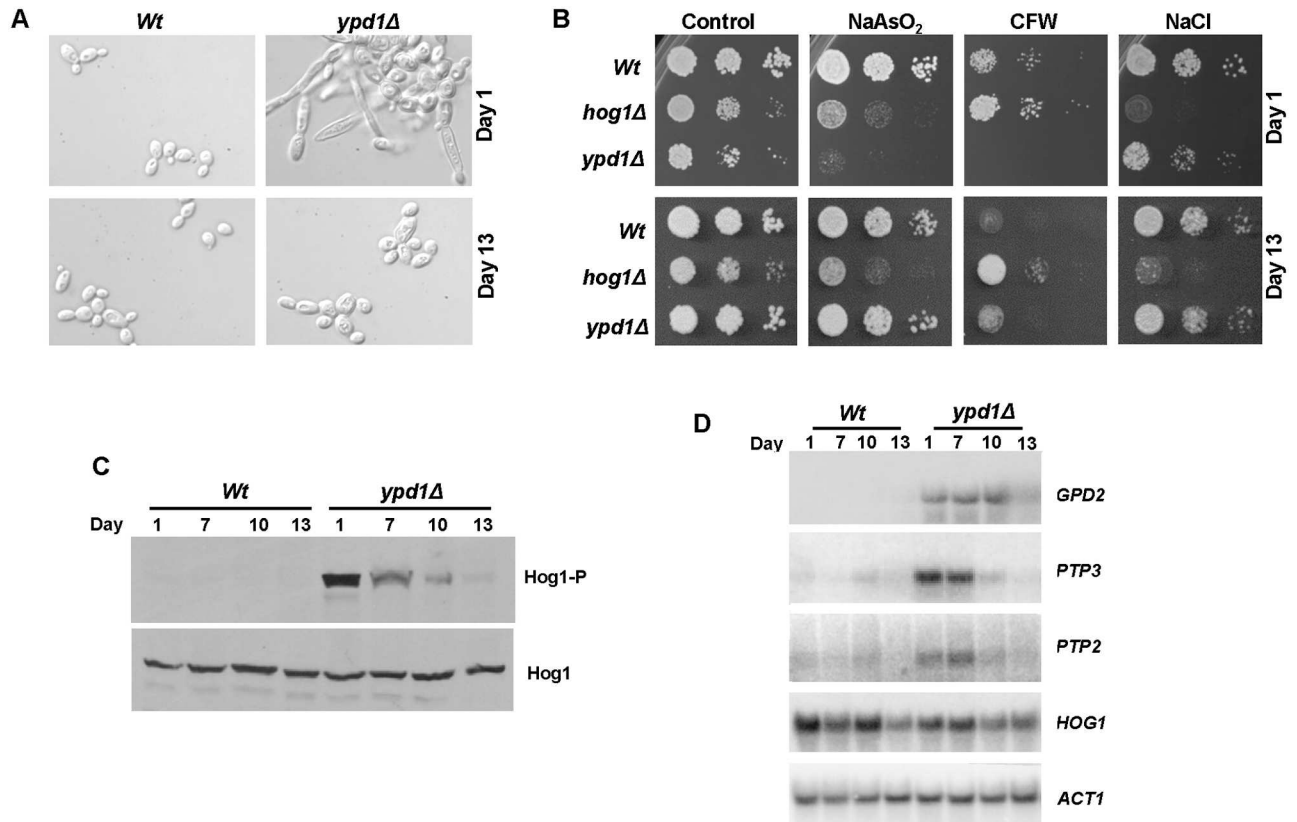 A
Wt ypd1Δ
Day 1
Day 13
B
Control NaAsO₂ CFW NaCl
Wt
hog1Δ
ypd1Δ
Day 1
Wt
hog1Δ
ypd1Δ
Day 13
C
Wt ypd1Δ
Day 1 7 10 13 1 7 10 13
Hog1-P
Hog1
D
Wt ypd1Δ
Day 1 7 10 13 1 7 10 13
GPD2
PTP3
PTP2
HOG1
ACT1